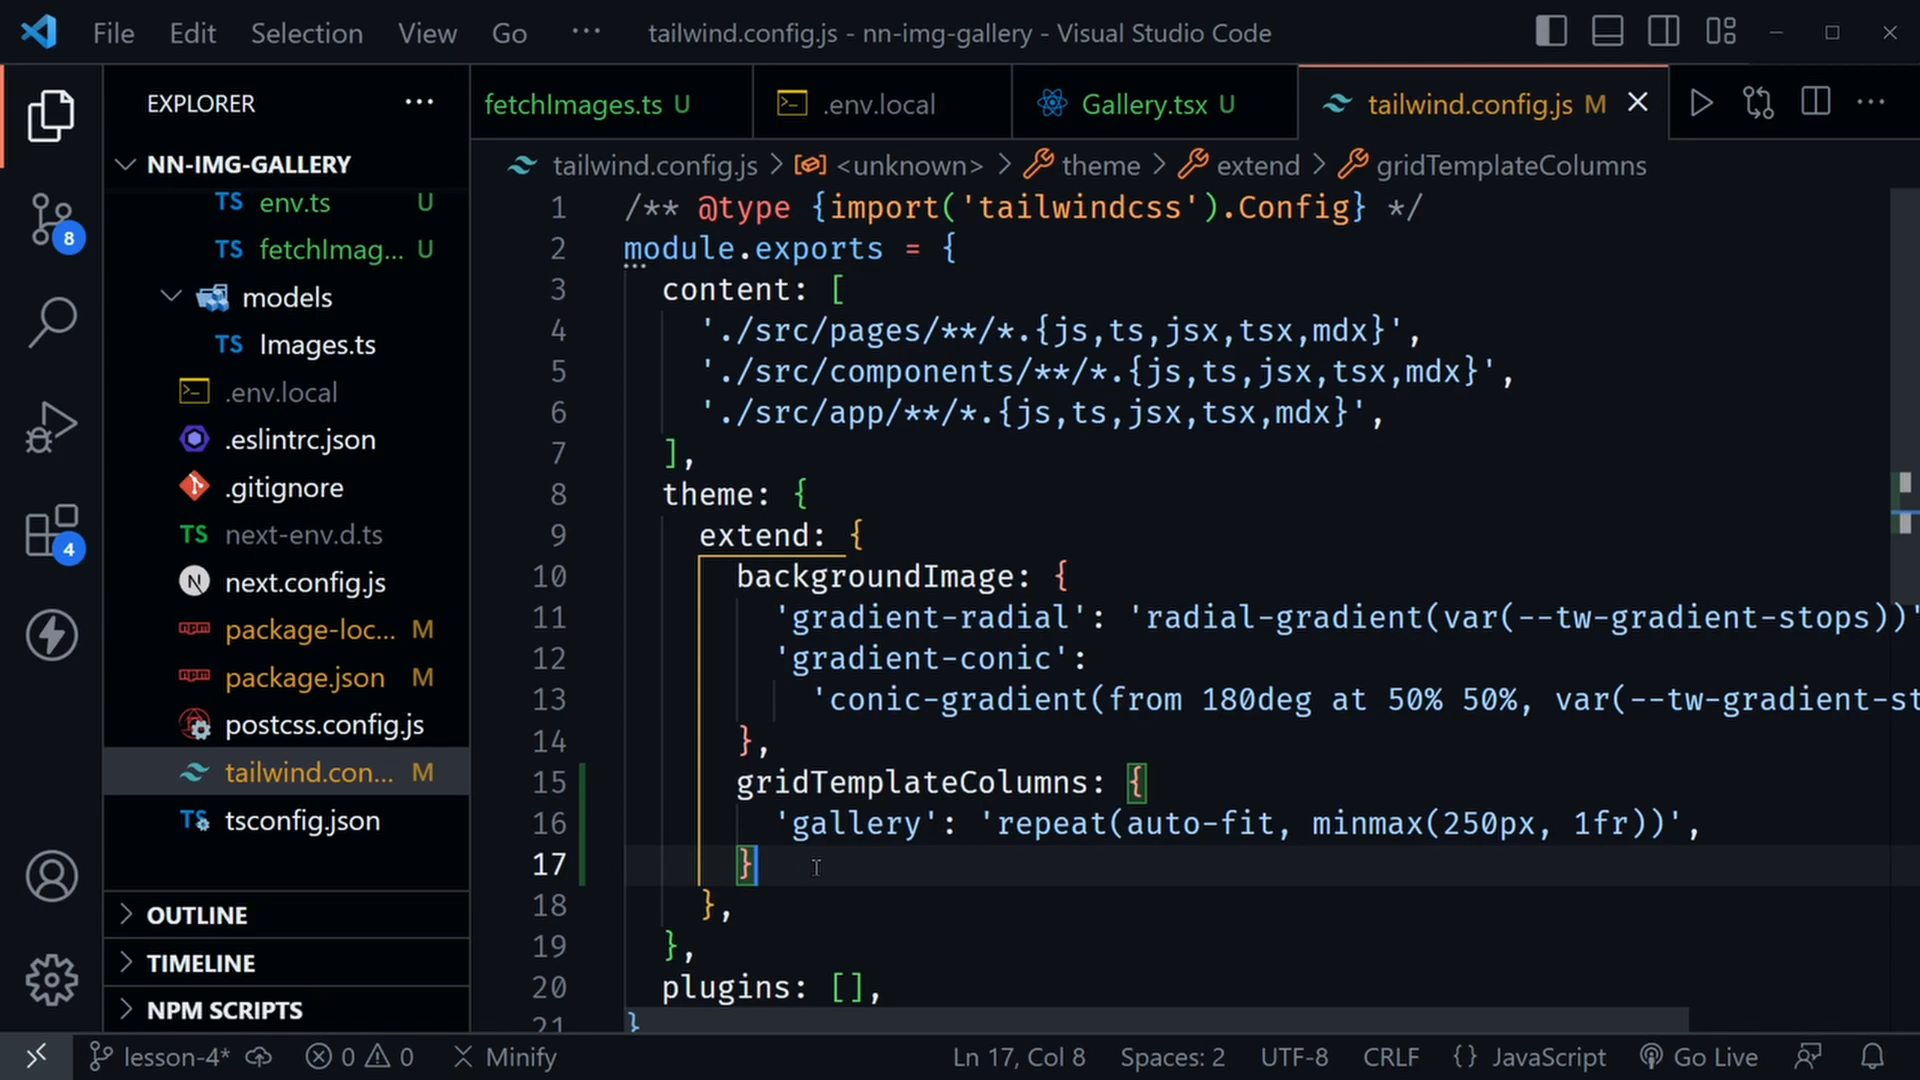 File Edit Selection View Go ··· tailwind.config.js - nn-img-gallery - Visual Studio Code
EXPLORER ···
fetchImages.ts U .env.local Gallery.tsx U tailwind.config.js M
NN-IMG-GALLERY
tailwind.config.js > <unknown> > theme > extend > gridTemplateColumns
TS env.ts U
TS fetchImag... U
models
TS Images.ts
.env.local
.eslintrc.json
.gitignore
TS next-env.d.ts
N next.config.js
npm package-loc... M
npm package.json M
postcss.config.js
tailwind.con... M
TS tsconfig.json
OUTLINE
TIMELINE
NPM SCRIPTS
8
4
1 /** @type {import('tailwindcss').Config} */
2 module.exports = {
3 content: [
4 './src/pages/**/*.{js,ts,jsx,tsx,mdx}',
5 './src/components/**/*.{js,ts,jsx,tsx,mdx}',
6 './src/app/**/*.{js,ts,jsx,tsx,mdx}',
7 ],
8 theme: {
9 extend: {
10 backgroundImage: {
11 'gradient-radial': 'radial-gradient(var(--tw-gradient-stops))'
12 'gradient-conic':
13 'conic-gradient(from 180deg at 50% 50%, var(--tw-gradient-st
14 },
15 gridTemplateColumns: {
16 'gallery': 'repeat(auto-fit, minmax(250px, 1fr))',
17 }
18 },
19 },
20 plugins: [],
21 }
lesson-4* 0 0 Minify Ln 17, Col 8 Spaces: 2 UTF-8 CRLF {} JavaScript Go Live